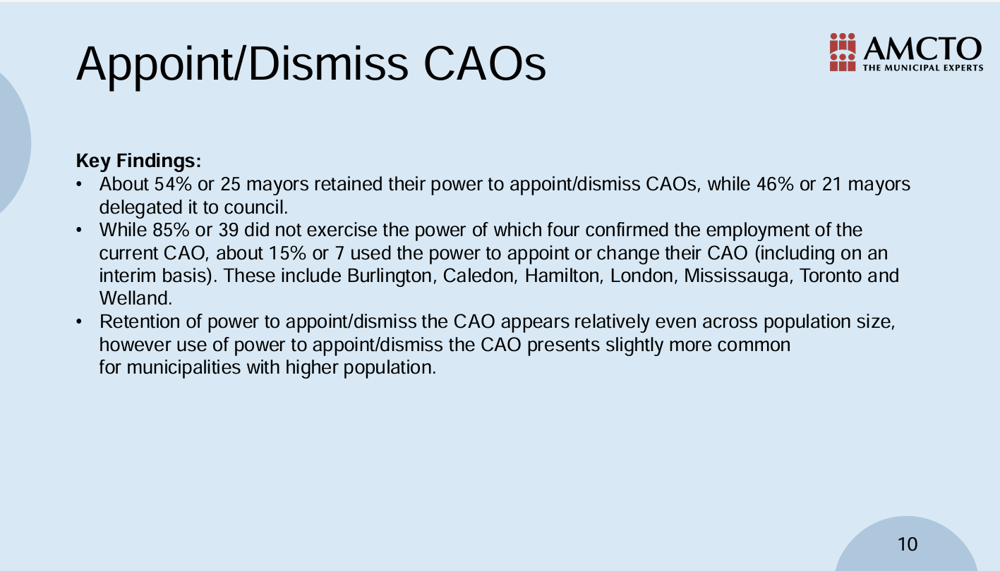 Appoint/Dismiss CAOs
AMCTO
THE MUNICIPAL EXPERTS
Key Findings:
• About 54% or 25 mayors retained their power to appoint/dismiss CAOs, while 46% or 21 mayors
delegated it to council.
• While 85% or 39 did not exercise the power of which four confirmed the employment of the
current CAO, about 15% or 7 used the power to appoint or change their CAO (including on an
interim basis). These include Burlington, Caledon, Hamilton, London, Mississauga, Toronto and
Welland.
• Retention of power to appoint/dismiss the CAO appears relatively even across population size,
however use of power to appoint/dismiss the CAO presents slightly more common
for municipalities with higher population.
10